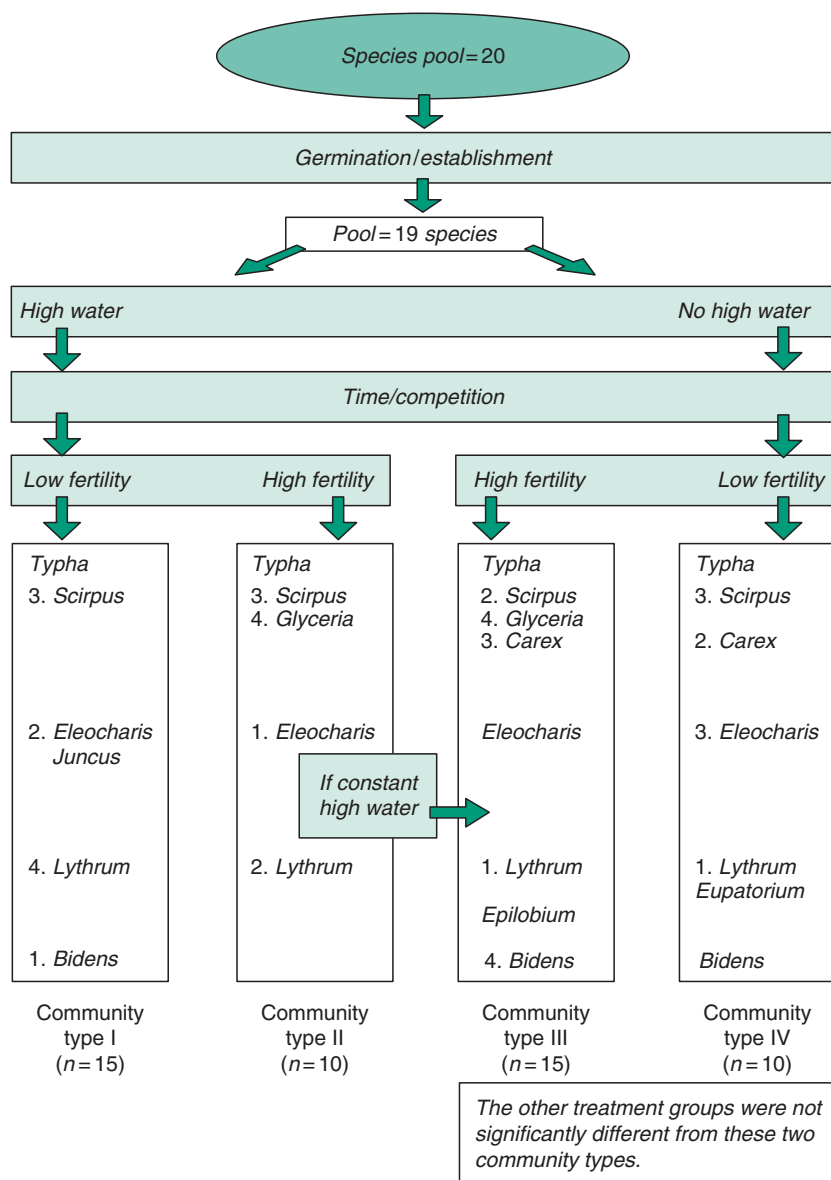 Species pool = 20
Germination/establishment
Pool = 19 species
High water
No high water
Time/competition
Low fertility
High fertility
High fertility
Low fertility
Typha
3. Scirpus
2. Eleocharis
Juncus
4. Lythrum
1. Bidens
Typha
3. Scirpus
4. Glyceria
1. Eleocharis
2. Lythrum
If constant
high water
Typha
2. Scirpus
4. Glyceria
3. Carex
Eleocharis
1. Lythrum
Epilobium
4. Bidens
Typha
3. Scirpus
2. Carex
3. Eleocharis
1. Lythrum
Eupatorium
Bidens
Community
type I
(n = 15)
Community
type II
(n = 10)
Community
type III
(n = 15)
Community
type IV
(n = 10)
The other treatment groups were not
significantly different from these two
community types.